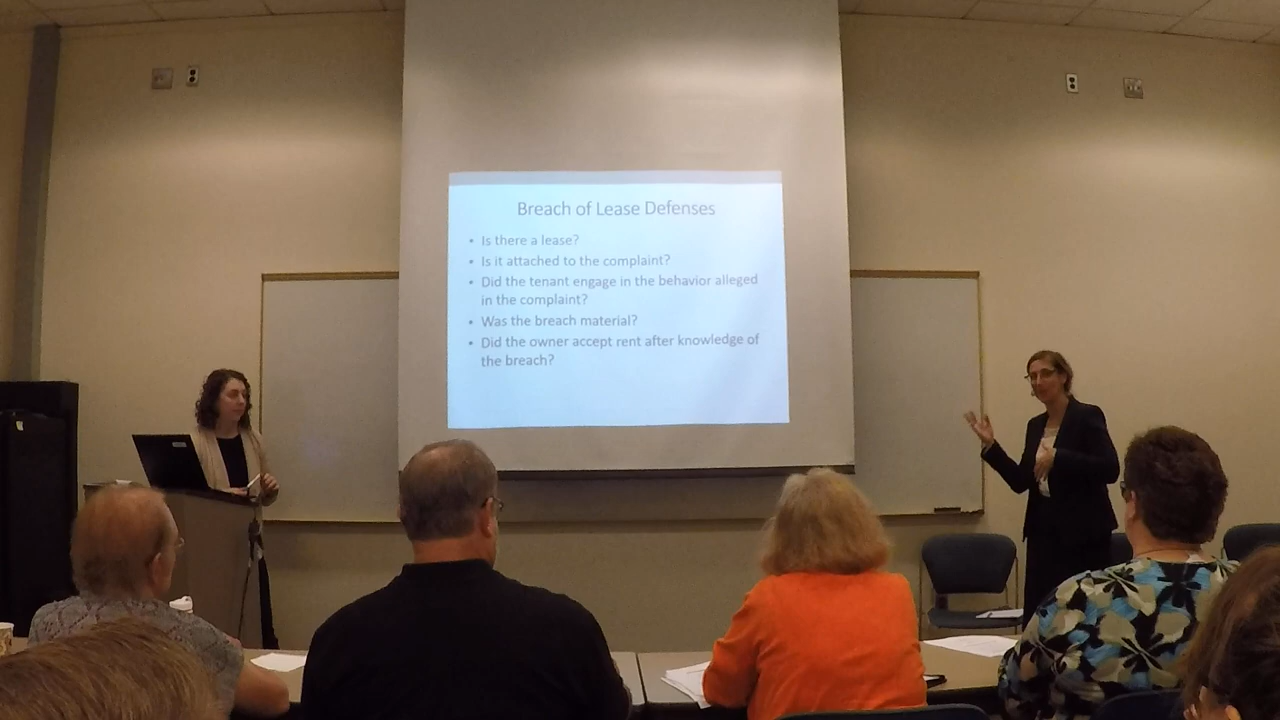 Breach of Lease Defenses
• Is there a lease?
• Is it attached to the complaint?
• Did the tenant engage in the behavior alleged
in the complaint?
• Was the breach material?
• Did the owner accept rent after knowledge of
the breach?